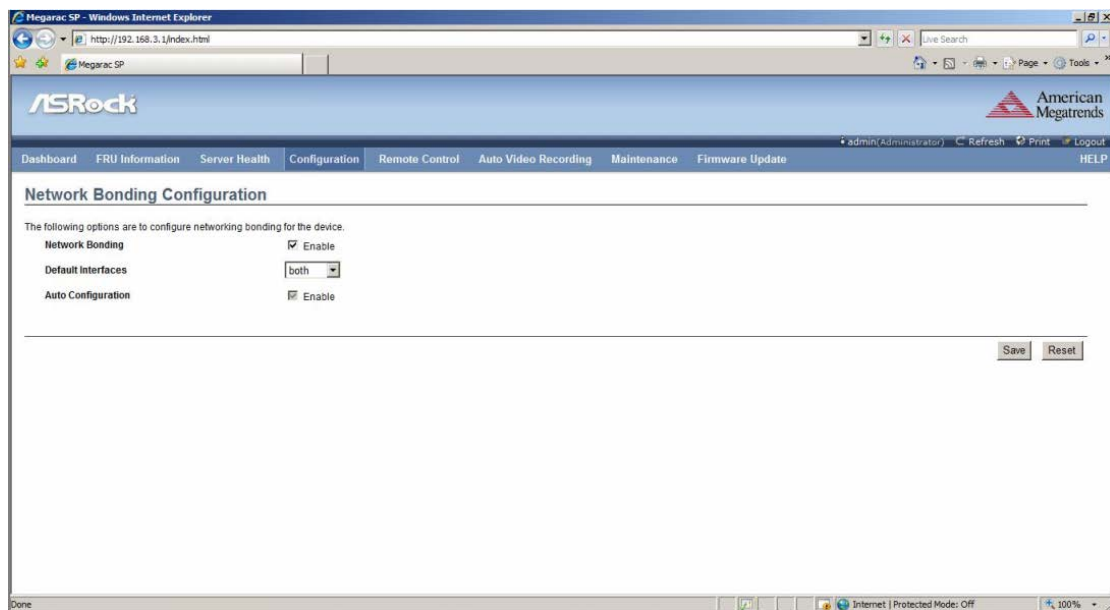 Megarac SP - Windows Internet Explorer
http://192.168.3.1/index.html
Live Search
Megarac SP
Page
Tools
ASRock
American
Megatrends
admin(Administrator) Refresh Print Logout
Dashboard FRU Information Server Health Configuration Remote Control Auto Video Recording Maintenance Firmware Update HELP
Network Bonding Configuration
The following options are to configure networking bonding for the device.
Network Bonding Enable
Default Interfaces both
Auto Configuration Enable
Save Reset
Done Internet | Protected Mode: Off 100%